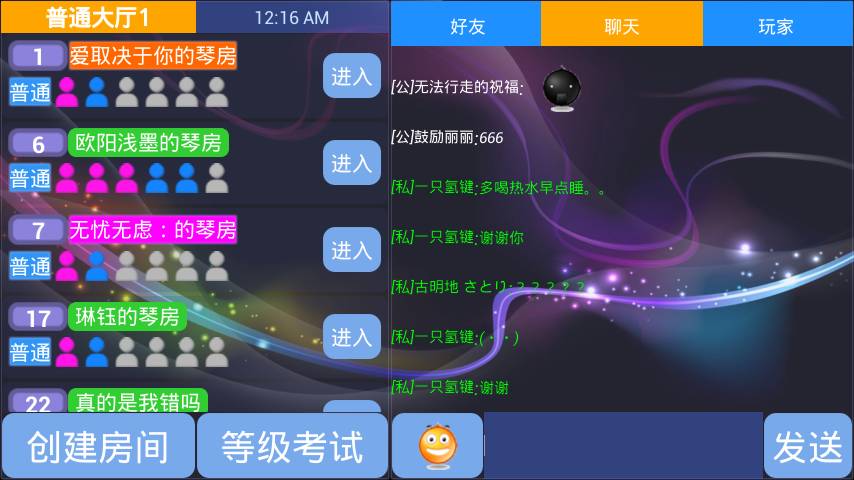 普通大厅1
12:16 AM
1
爱取决于你的琴房
普通
进入
6
欧阳浅墨的琴房
普通
进入
7
无忧无虑：的琴房
普通
进入
17
琳钰的琴房
普通
进入
22
真的是我错吗
创建房间
等级考试
好友
聊天
玩家
[公]无法行走的祝福:
[公]鼓励丽丽:666
[私]一只氢键:多喝热水早点睡。。
[私]一只氢键:谢谢你
[私]古明地 さとり:？？？？？
[私]一只氢键:(・・)
[私]一只氢键:谢谢
发送